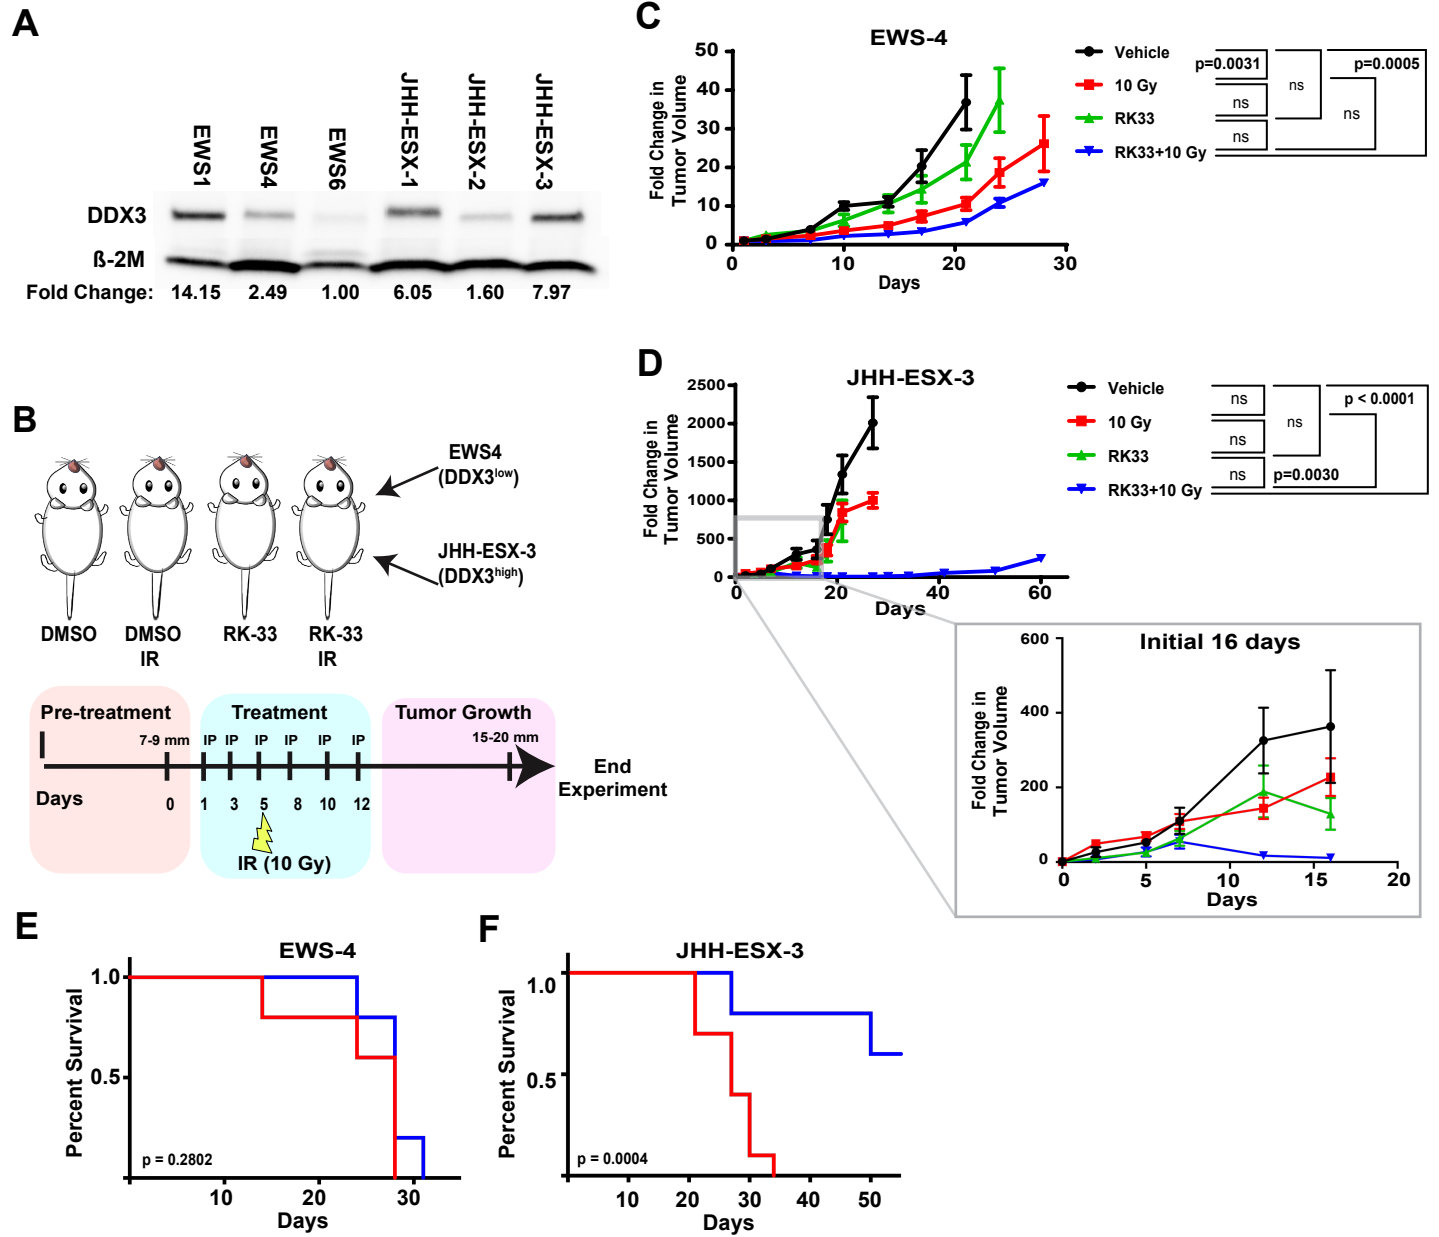 A
EWS1
EWS4
EWS6
JHH-ESX-1
JHH-ESX-2
JHH-ESX-3
DDX3
ß-2M
Fold Change: 14.15 2.49 1.00 6.05 1.60 7.97
B
EWS4
(DDX3low)
JHH-ESX-3
(DDX3high)
DMSO
DMSO
IR
RK-33
RK-33
IR
Pre-treatment
Treatment
Tumor Growth
7-9 mm
IP IP IP IP IP IP
15-20 mm
End
Experiment
Days
0 1 3 5 8 10 12
IR (10 Gy)
C
EWS-4
Fold Change in
Tumor Volume
50
40
30
20
10
0
0 10 20 30
Days
Vehicle
10 Gy
RK33
RK33+10 Gy
p=0.0031
ns
ns
ns
ns
p=0.0005
D
JHH-ESX-3
Fold Change in
Tumor Volume
2500
2000
1500
1000
500
0
0 20 40 60
Days
Vehicle
10 Gy
RK33
RK33+10 Gy
ns
ns
ns
ns
p=0.0030
p < 0.0001
Initial 16 days
Fold Change in
Tumor Volume
600
400
200
0
0 5 10 15 20
Days
E
EWS-4
Percent Survival
1.0
0.5
p = 0.2802
10 20 30
Days
F
JHH-ESX-3
Percent Survival
1.0
0.5
p = 0.0004
10 20 30 40 50
Days